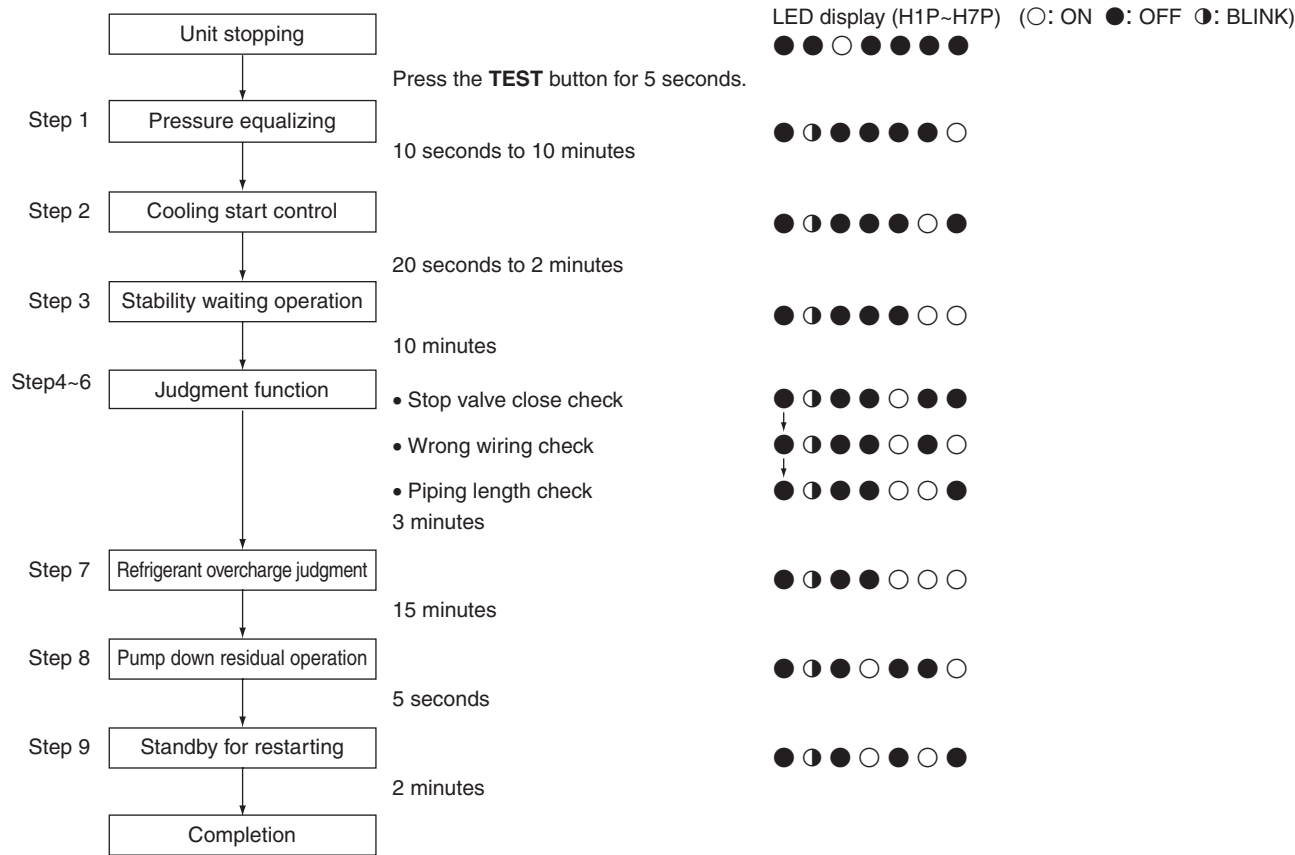 LED display (H1P~H7P) (○: ON ●: OFF ◑: BLINK)
Unit stopping
●●○●●●●
Press the TEST button for 5 seconds.
Step 1 Pressure equalizing
●◑●●●●○
10 seconds to 10 minutes
Step 2 Cooling start control
●◑●●●○●
20 seconds to 2 minutes
Step 3 Stability waiting operation
●◑●●●○○
10 minutes
Step4~6 Judgment function
• Stop valve close check
●◑●●○●●
• Wrong wiring check
●◑●●○●○
• Piping length check
●◑●●○○●
3 minutes
Step 7 Refrigerant overcharge judgment
●◑●●○○○
15 minutes
Step 8 Pump down residual operation
●◑●○●●○
5 seconds
Step 9 Standby for restarting
●◑●○●○●
2 minutes
Completion